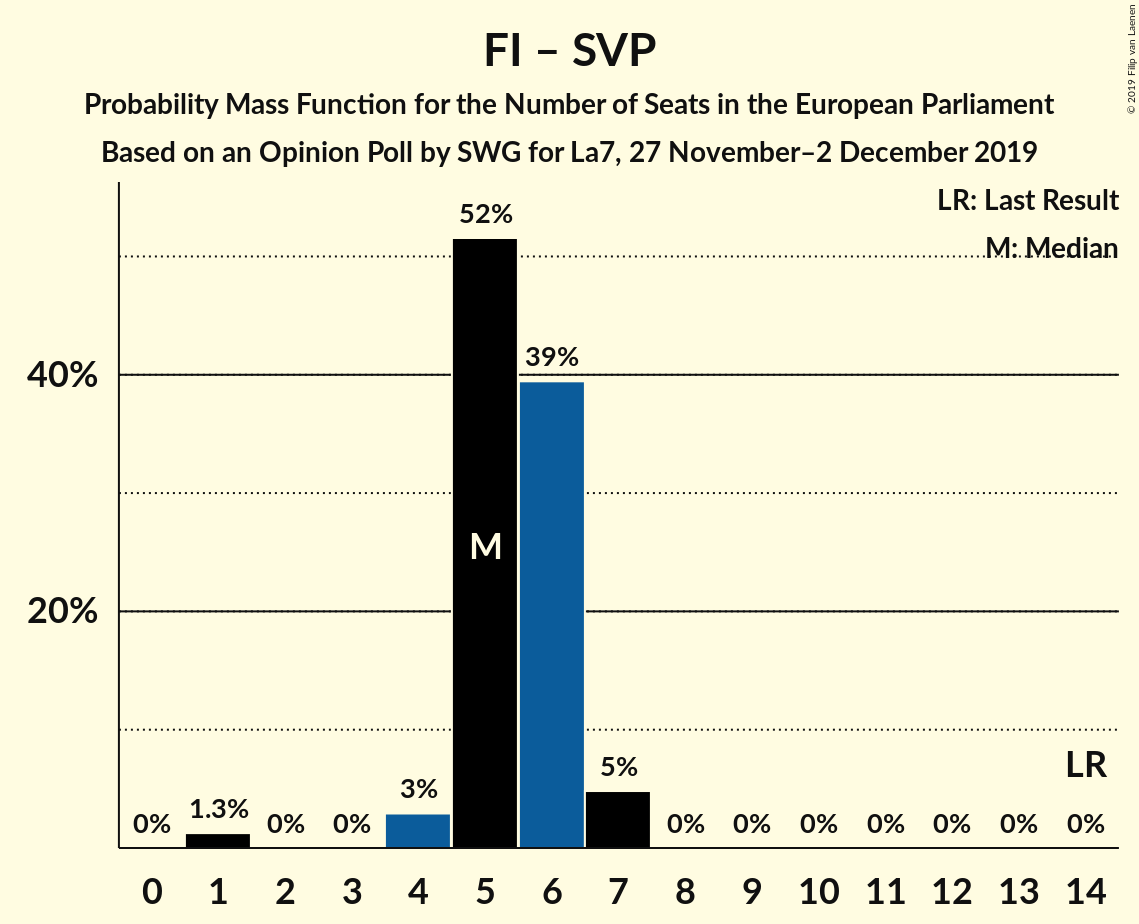 FI – SVP
Probability Mass Function for the Number of Seats in the European Parliament
Based on an Opinion Poll by SWG for La7, 27 November–2 December 2019
© 2019 Filip van Laenen
LR: Last Result
M: Median
52%
39%
40%
M
20%
LR
5%
3%
1.3%
0% 0% 0% 0% 0% 0% 0% 0% 0% 0%
0 1 2 3 4 5 6 7 8 9 10 11 12 13 14